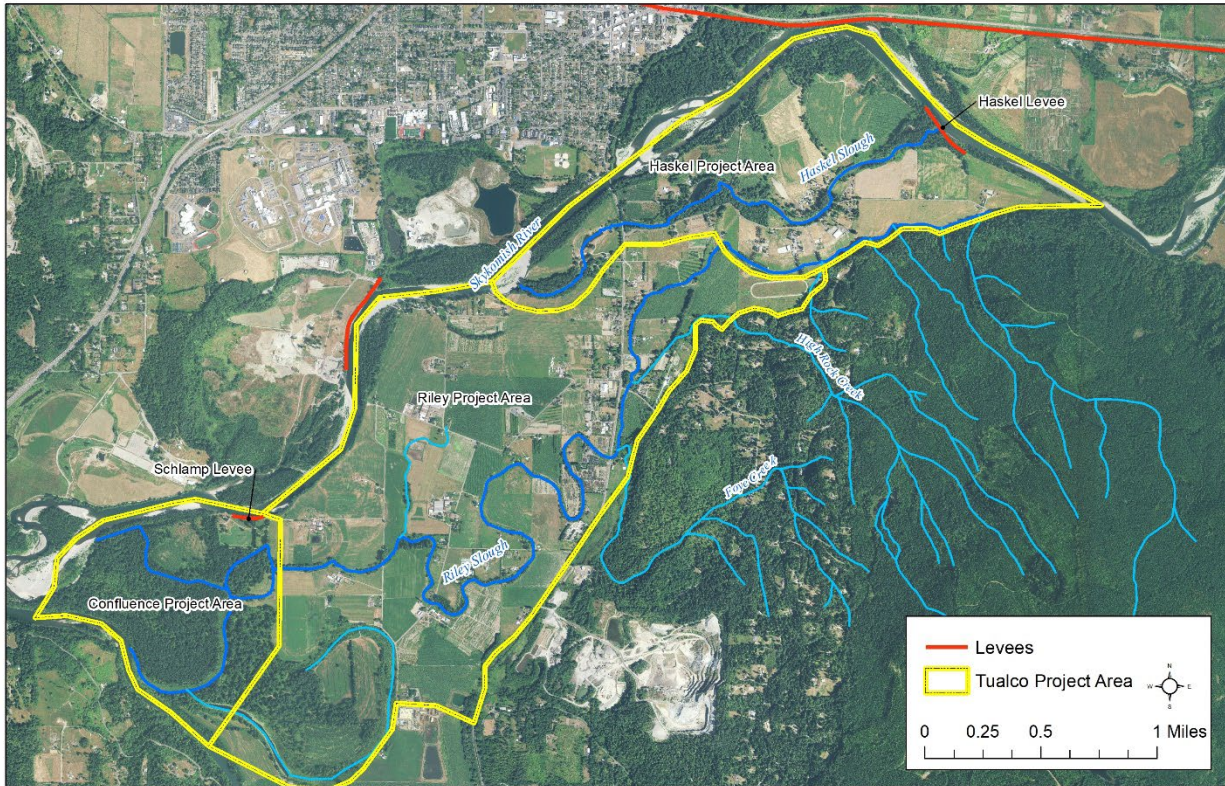 Haskel Levee
Haskel Project Area
Haskel Slough
Skykomish River
High Rock Creek
Riley Project Area
Foye Creek
Schlamp Levee
Riley Slough
Confluence Project Area
Levees
Tualco Project Area
N
W
E
S
0 0.25 0.5 1 Miles